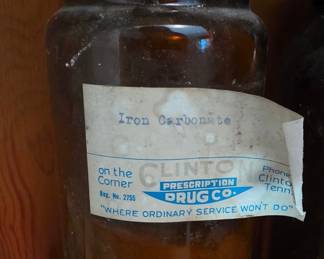 Iron Carbonate
on the Corner
Reg. No. 2755
CLINTON
PRESCRIPTION
DRUG CO.
Phone
Clinton
Tenn
"WHERE ORDINARY SERVICE WON'T DO"